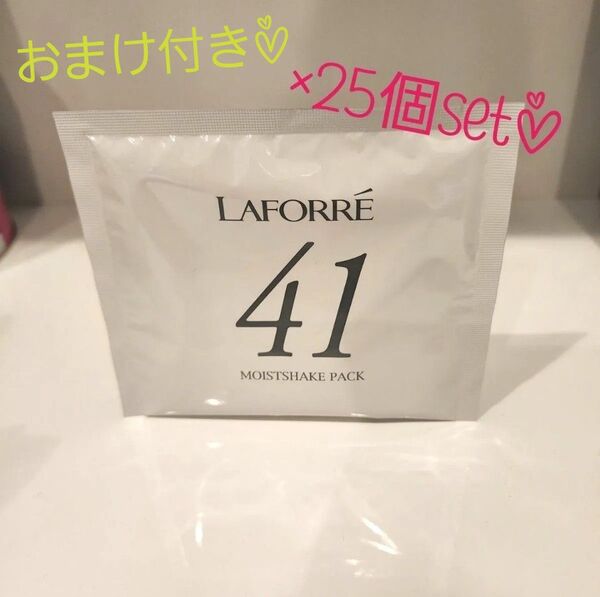 おまけ付き♡
×25個set♡
LAFORRÉ
41
MOISTSHAKE PACK